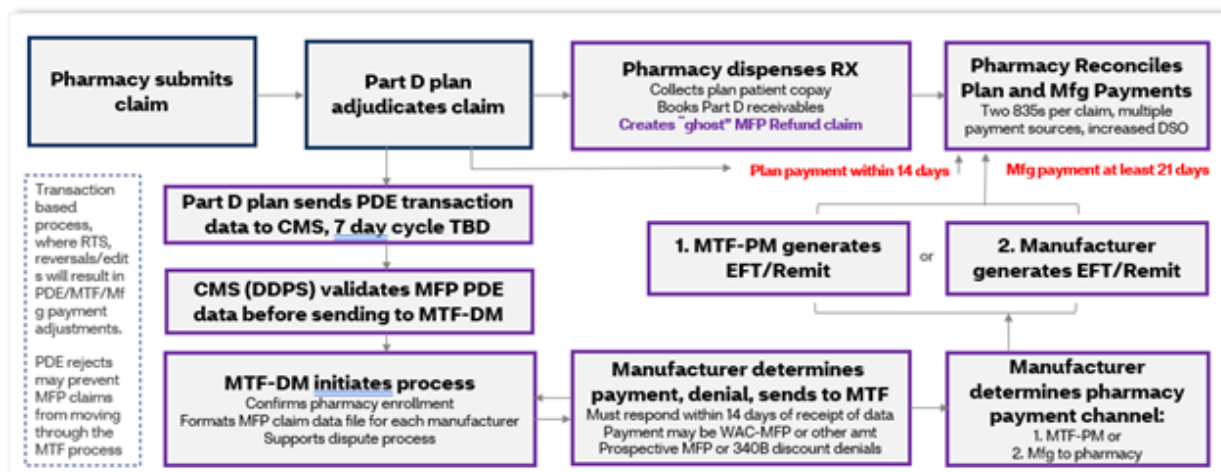 Pharmacy submits
claim
Part D plan
adjudicates claim
Pharmacy dispenses RX
Collects plan patient copay
Books Part D receivables
Creates "ghost" MFP Refund claim
Pharmacy Reconciles
Plan and Mfg Payments
Two 835s per claim, multiple
payment sources, increased DSO
Plan payment within 14 days
Mfg payment at least 21 days
Transaction
based
process,
where RTS,
reversals/edit
s will result in
PDE/MTF/Mf
g payment
adjustments.
PDE rejects
may prevent
MFP claims
from moving
through the
MTF process
Part D plan sends PDE transaction
data to CMS, 7 day cycle TBD
CMS (DDPS) validates MFP PDE
data before sending to MTF-DM
MTF-DM initiates process
Confirms pharmacy enrollment
Formats MFP claim data file for each manufacturer
Supports dispute process
1. MTF-PM generates
EFT/Remit
or
2. Manufacturer
generates EFT/Remit
Manufacturer determines
payment, denial, sends to MTF
Must respond within 14 days of receipt of data
Payment may be WAC-MFP or other amt
Prospective MFP or 340B discount denials
Manufacturer
determines pharmacy
payment channel:
1. MTF-PM or
2. Mfg to pharmacy